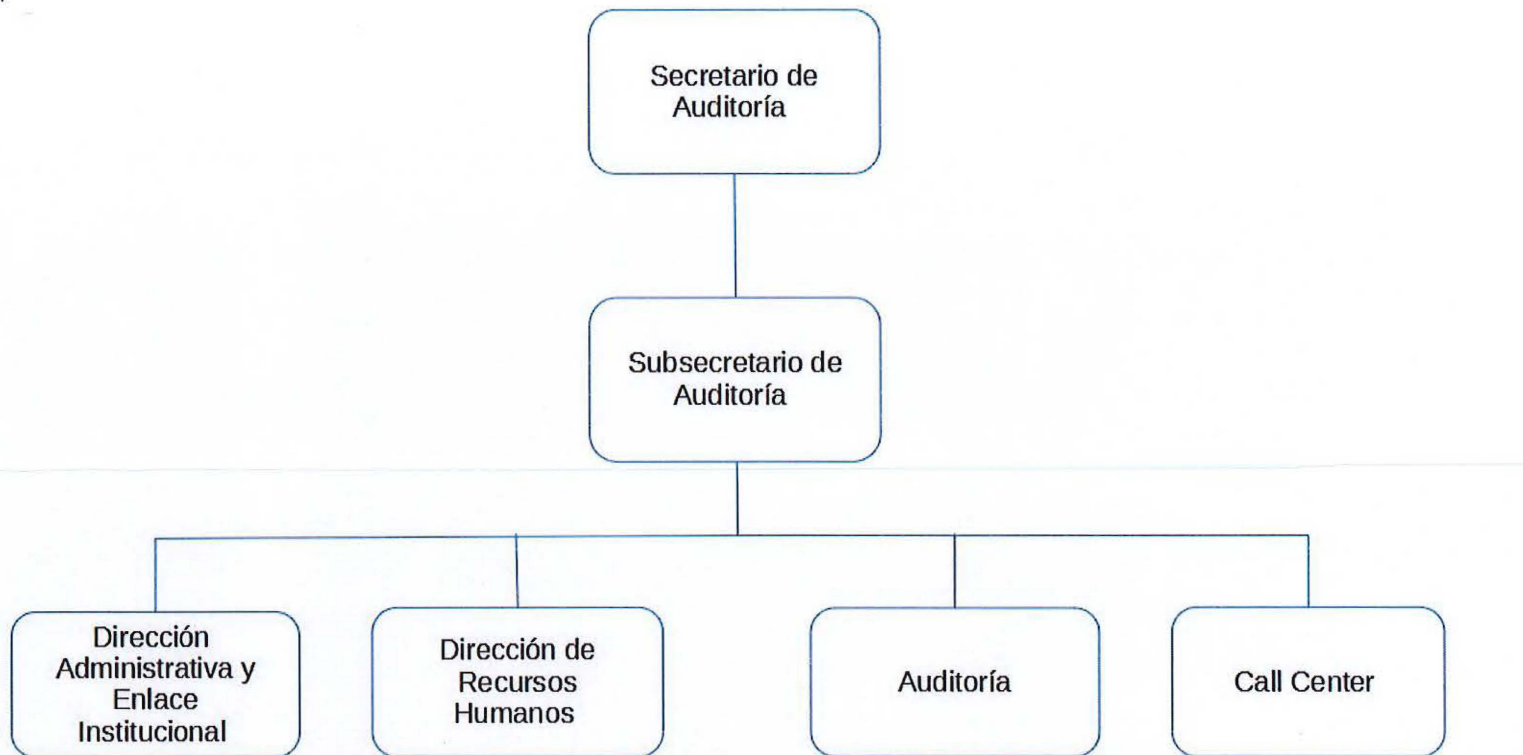 Secretario de
Auditoría
Subsecretario de
Auditoría
Dirección
Administrativa y
Enlace
Institucional
Dirección de
Recursos
Humanos
Auditoría
Call Center